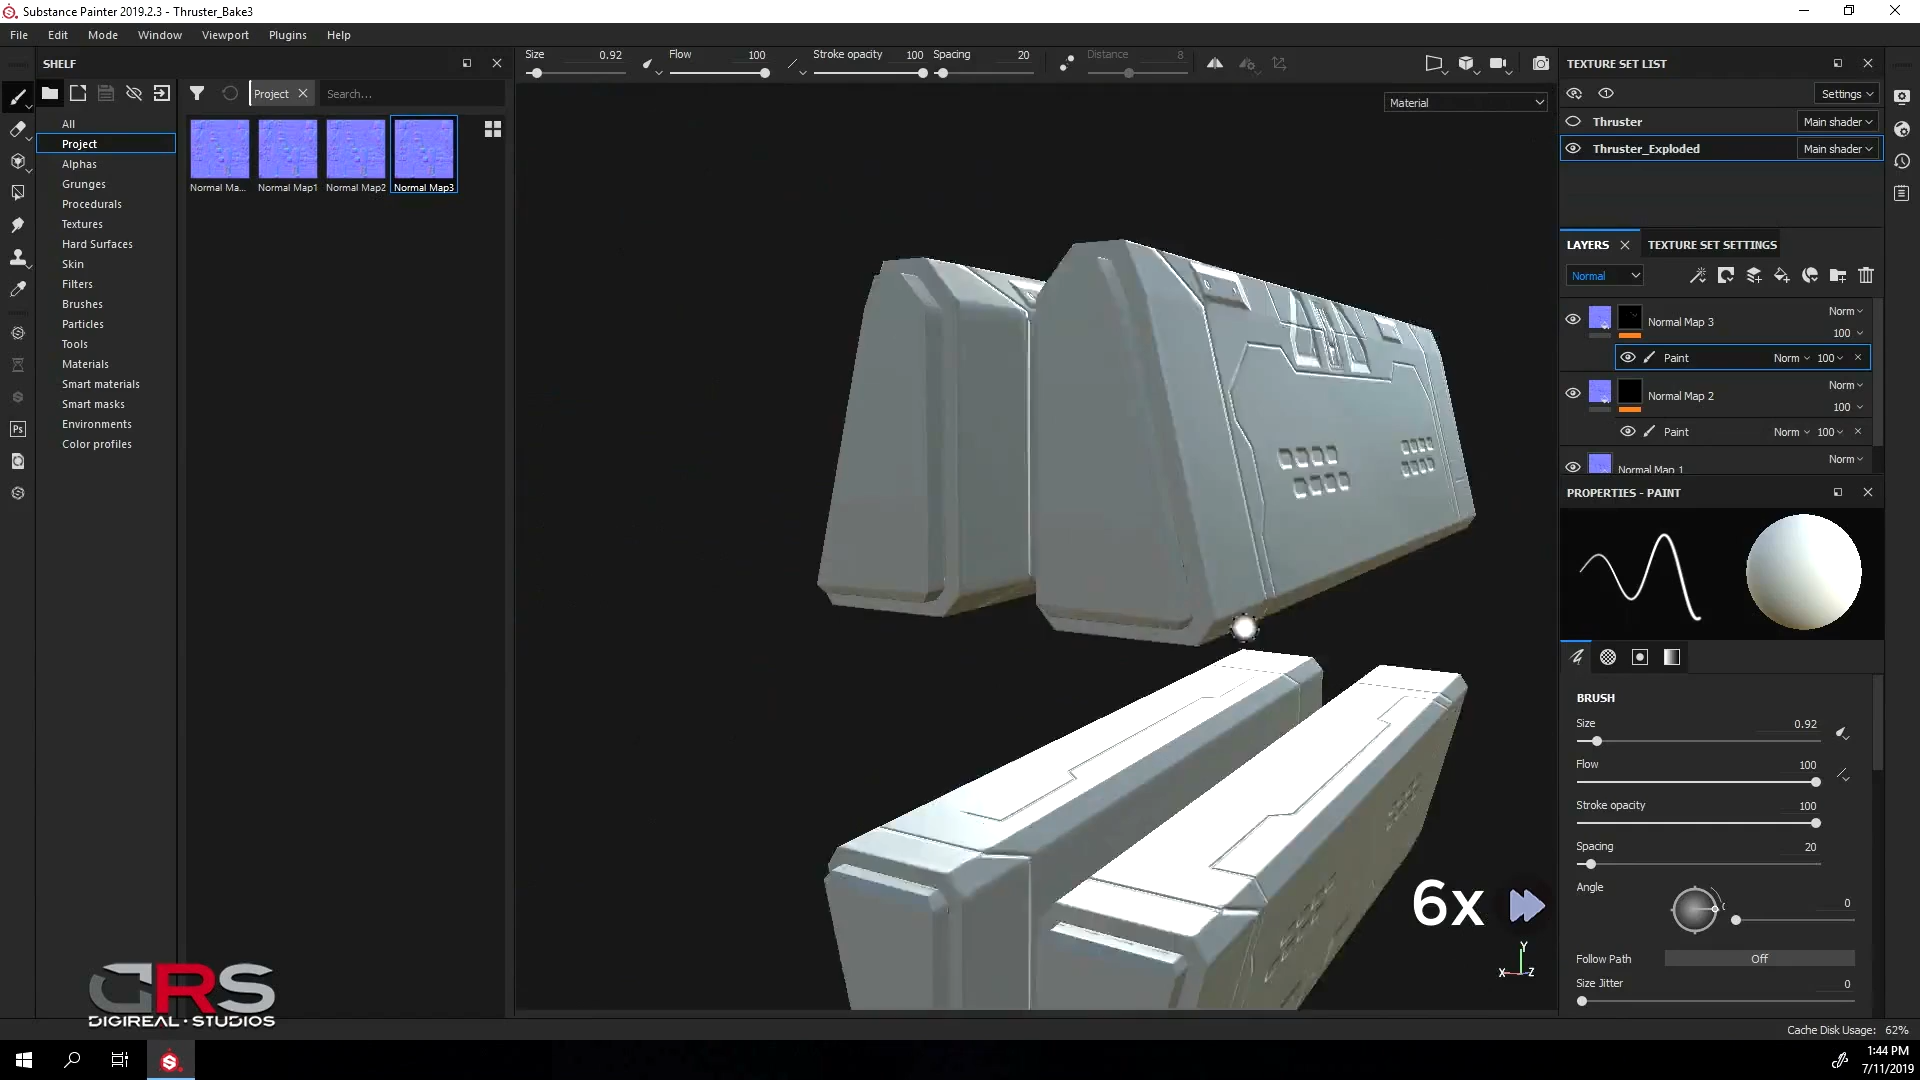 Substance Painter 2019.2.3 - Thruster_Bake3
File Edit Mode Window Viewport Plugins Help
SHELF
Project
Search...
All
Project
Alphas
Grunges
Procedurals
Textures
Hard Surfaces
Skin
Filters
Brushes
Particles
Tools
Materials
Smart materials
Smart masks
Environments
Color profiles
Normal Ma... Normal Map1 Normal Map2 Normal Map3
Size 0.92 Flow 100 Stroke opacity 100 Spacing 20 Distance 8
Material
TEXTURE SET LIST
Settings
Thruster Main shader
Thruster_Exploded Main shader
LAYERS TEXTURE SET SETTINGS
Normal
Normal Map 3 Norm 100
Paint Norm 100
Normal Map 2 Norm 100
Paint Norm 100
Normal Map 1 Norm
PROPERTIES - PAINT
BRUSH
Size 0.92
Flow 100
Stroke opacity 100
Spacing 20
Angle 0
Follow Path Off
Size Jitter 0
6x
Y
X Z
Ps
DRS
DIGIREAL·STUDIOS
Cache Disk Usage: 62%
1:44 PM
7/11/2019